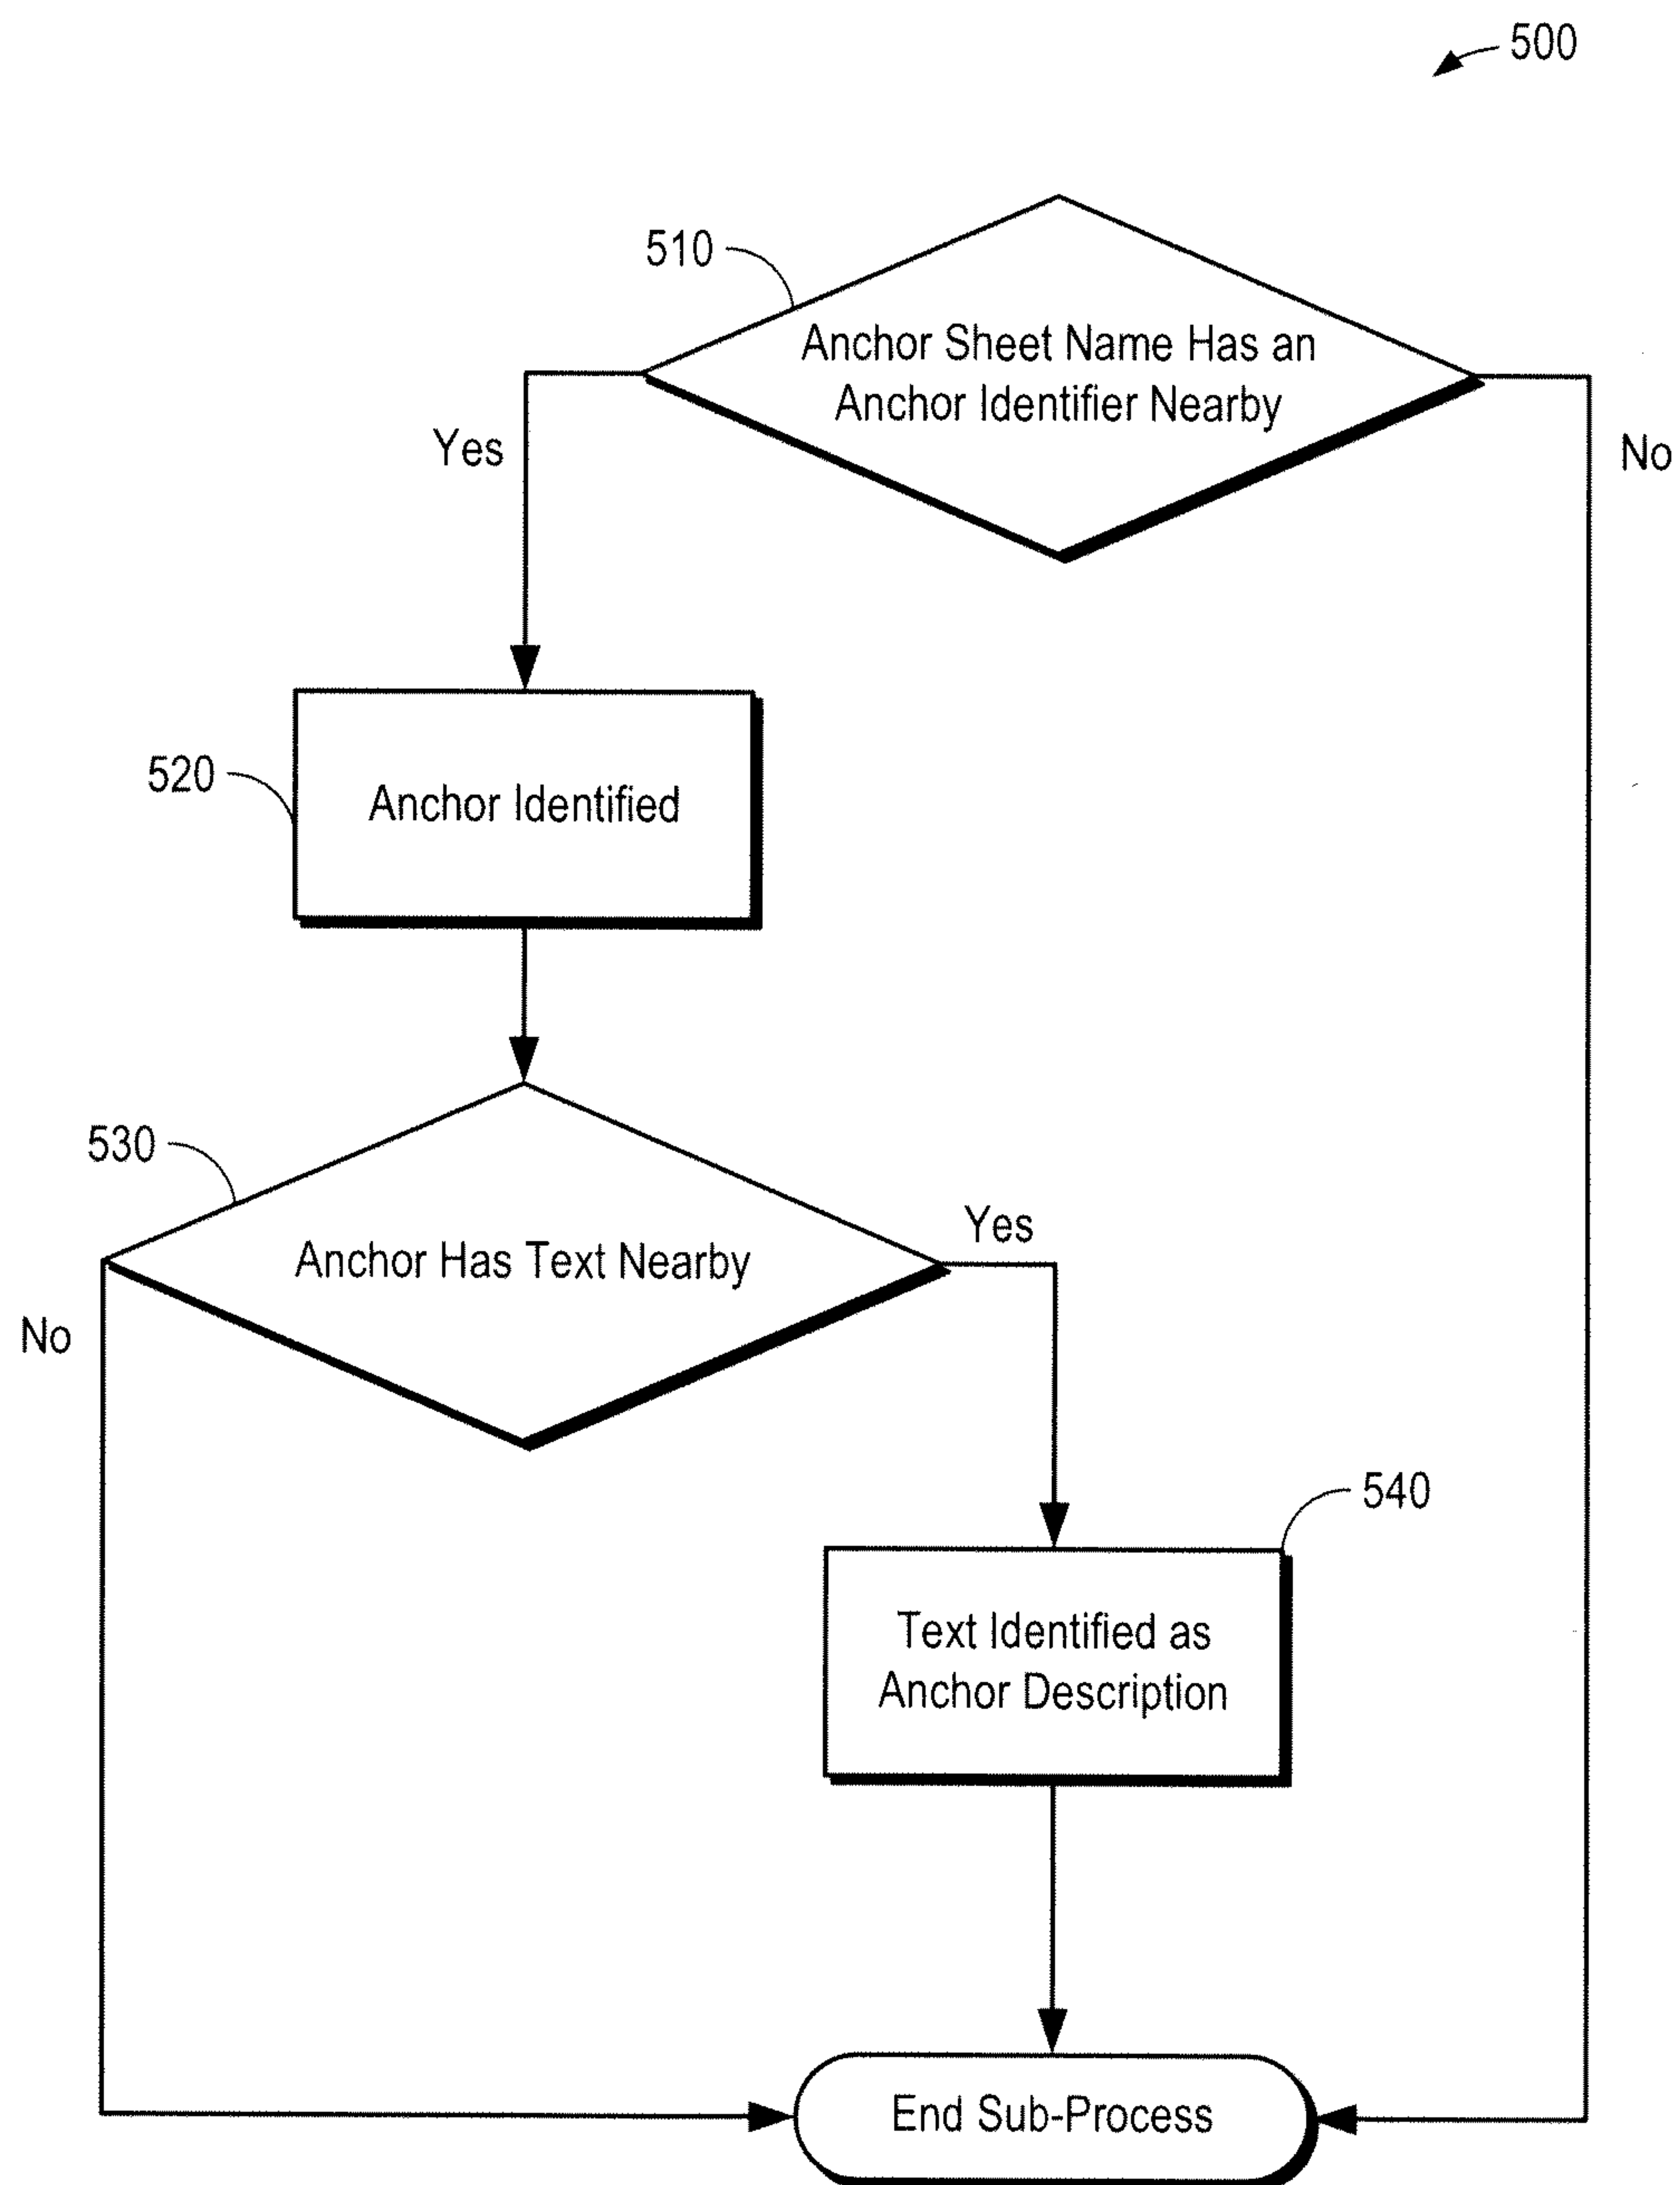 500
510
Anchor Sheet Name Has an
Anchor Identifier Nearby
Yes
No
520
Anchor Identified
530
Anchor Has Text Nearby
Yes
No
540
Text Identified as
Anchor Description
End Sub-Process